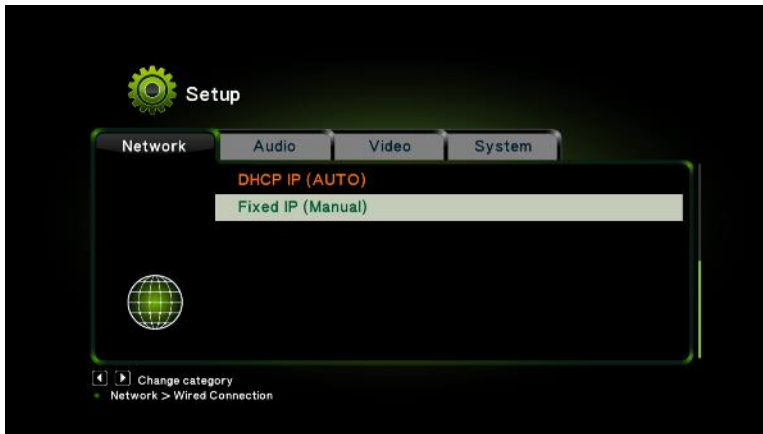 Setup
Network Audio Video System
DHCP IP (AUTO)
Fixed IP (Manual)
Change category
Network > Wired Connection